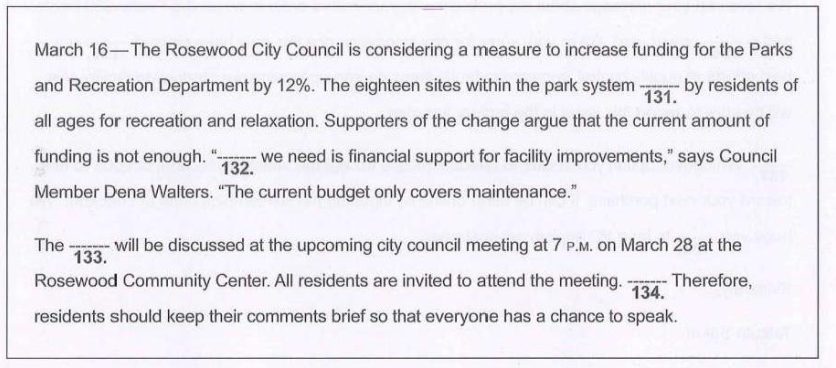 March 16—The Rosewood City Council is considering a measure to increase funding for the Parks
and Recreation Department by 12%. The eighteen sites within the park system ------- by residents of
131.
all ages for recreation and relaxation. Supporters of the change argue that the current amount of
funding is not enough. "------- we need is financial support for facility improvements," says Council
132.
Member Dena Walters. "The current budget only covers maintenance."
The ------- will be discussed at the upcoming city council meeting at 7 P.M. on March 28 at the
133.
Rosewood Community Center. All residents are invited to attend the meeting. ------- Therefore,
134.
residents should keep their comments brief so that everyone has a chance to speak.